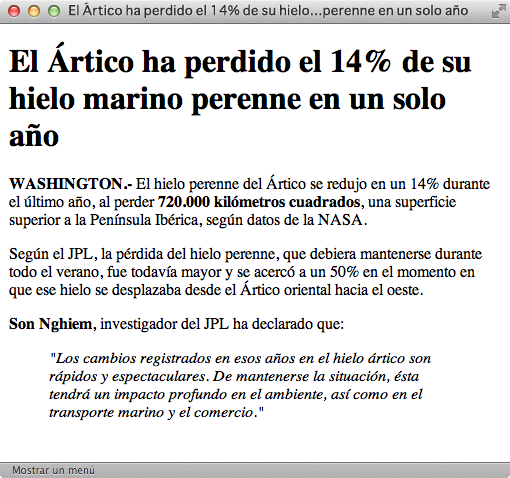 El Ártico ha perdido el 14% de su hielo...perenne en un solo año
El Ártico ha perdido el 14% de su
hielo marino perenne en un solo
año
WASHINGTON.- El hielo perenne del Ártico se redujo en un 14% durante
el último año, al perder 720.000 kilómetros cuadrados, una superficie
superior a la Península Ibérica, según datos de la NASA.
Según el JPL, la pérdida del hielo perenne, que debiera mantenerse durante
todo el verano, fue todavía mayor y se acercó a un 50% en el momento en
que ese hielo se desplazaba desde el Ártico oriental hacia el oeste.
Son Nghiem, investigador del JPL ha declarado que:
"Los cambios registrados en esos años en el hielo ártico son
rápidos y espectaculares. De mantenerse la situación, ésta
tendrá un impacto profundo en el ambiente, así como en el
transporte marino y el comercio."
Mostrar un menú